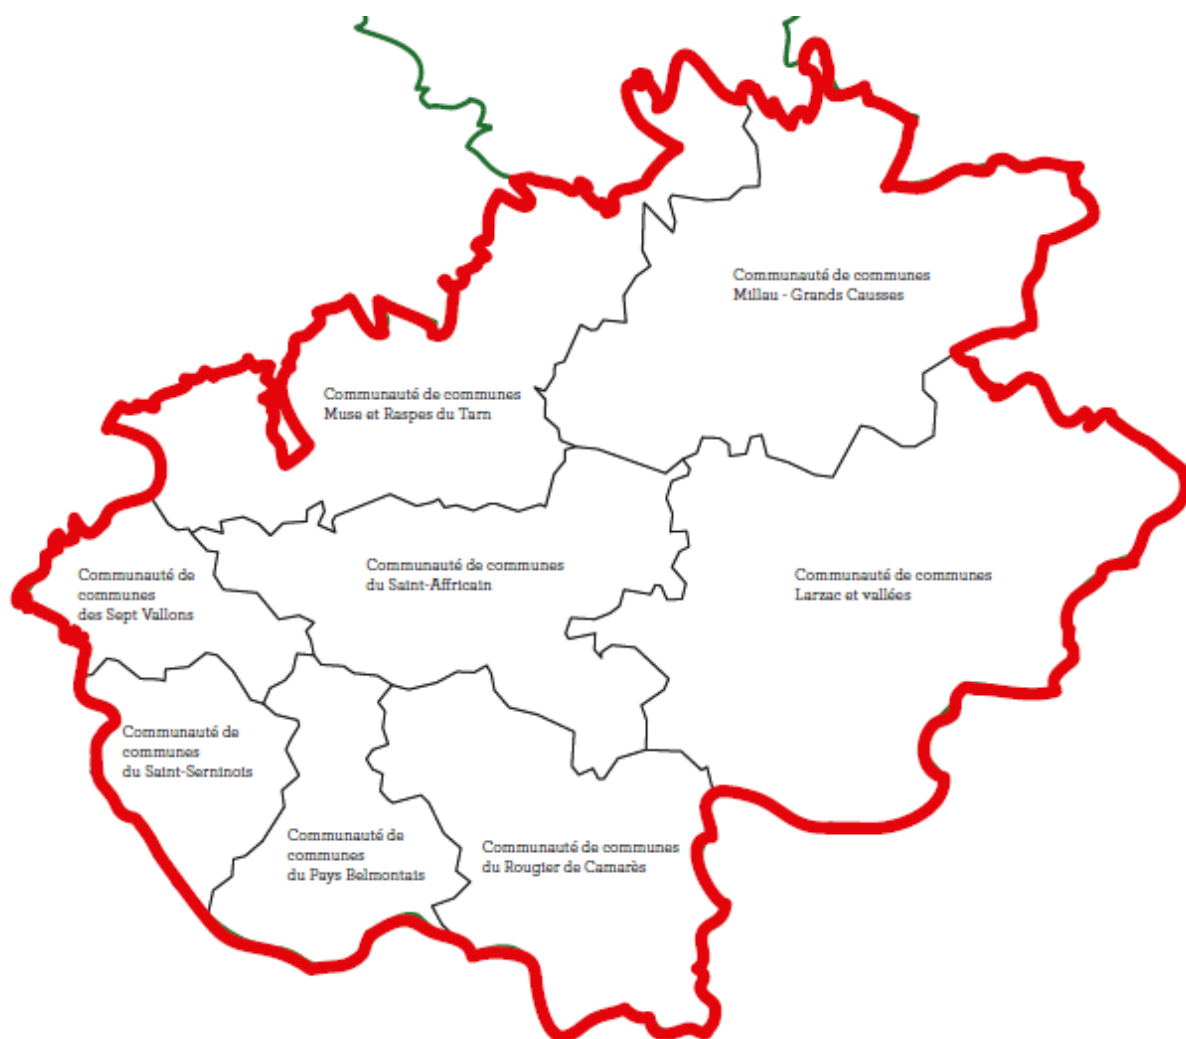 Communauté de communes
Millau - Grands Causses
Communauté de communes
Muse et Raspes du Tarn
Communauté de communes
du Saint-Affricain
Communauté de
communes
des Sept Vallons
Communauté de communes
Larzac et vallées
Communauté de
communes
du Saint-Serninois
Communauté de
communes
du Pays Belmontais
Communauté de communes
du Rougier de Camarès